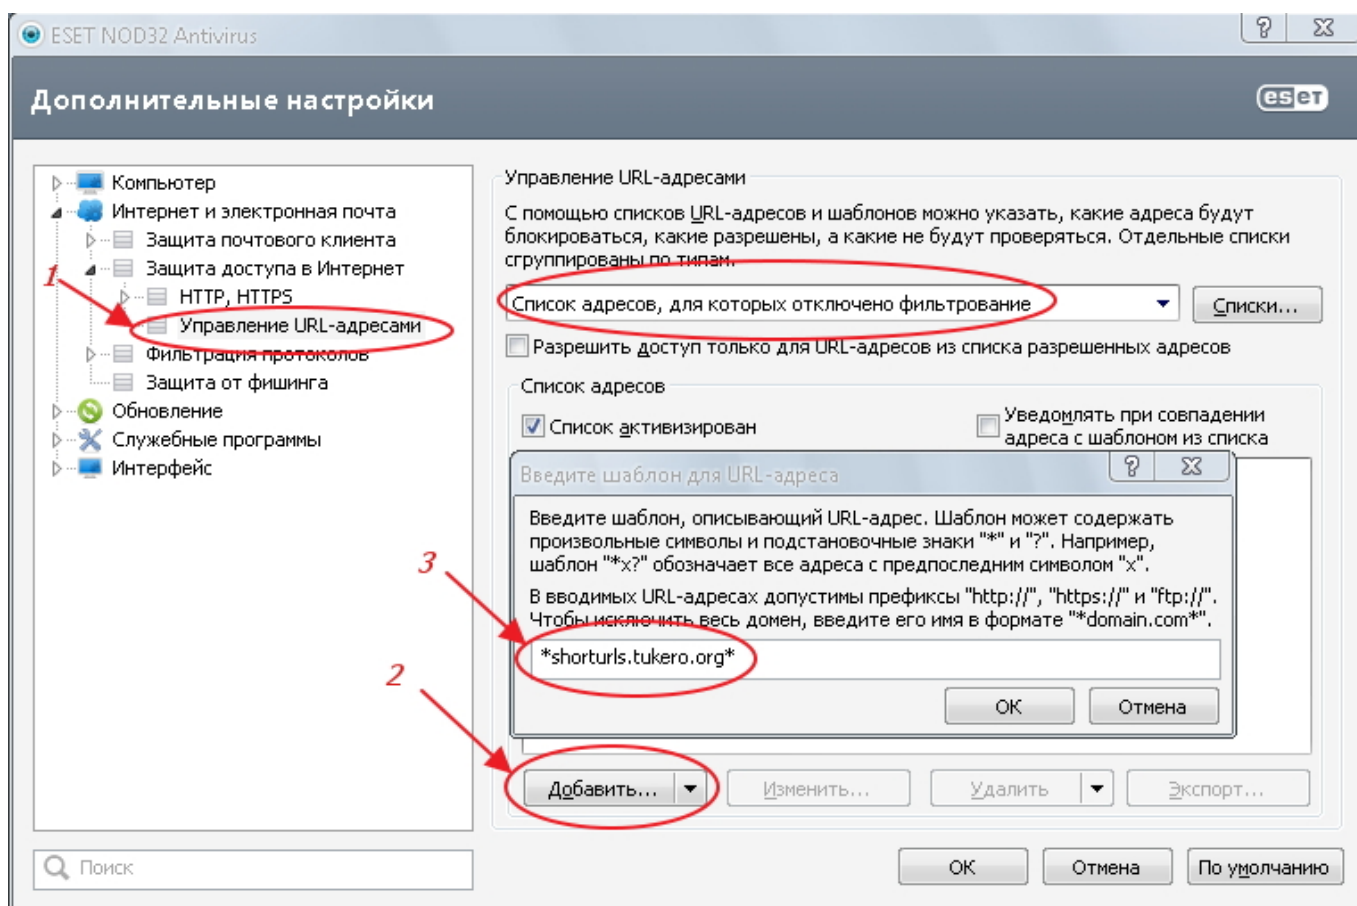 ESET NOD32 Antivirus
Дополнительные настройки
eset
Компьютер
Интернет и электронная почта
Защита почтового клиента
Защита доступа в Интернет
HTTP, HTTPS
Управление URL-адресами
Фильтрация протоколов
Защита от фишинга
Обновление
Служебные программы
Интерфейс
1
Поиск
Управление URL-адресами
С помощью списков URL-адресов и шаблонов можно указать, какие адреса будут
блокироваться, какие разрешены, а какие не будут проверяться. Отдельные списки
сгруппированы по типам.
Список адресов, для которых отключено фильтрование
Списки...
Разрешить доступ только для URL-адресов из списка разрешенных адресов
Список адресов
Список активизирован
Уведомлять при совпадении
адреса с шаблоном из списка
Введите шаблон для URL-адреса
?
Введите шаблон, описывающий URL-адрес. Шаблон может содержать
произвольные символы и подстановочные знаки "*" и "?". Например,
шаблон "*x?" обозначает все адреса с предпоследним символом "x".
В вводимых URL-адресах допустимы префиксы "http://", "https://" и "ftp://".
Чтобы исключить весь домен, введите его имя в формате "*domain.com*".
3
*shorturls.tukero.org*
OK
Отмена
2
Добавить...
Изменить...
Удалить
Экспорт...
OK
Отмена
По умолчанию